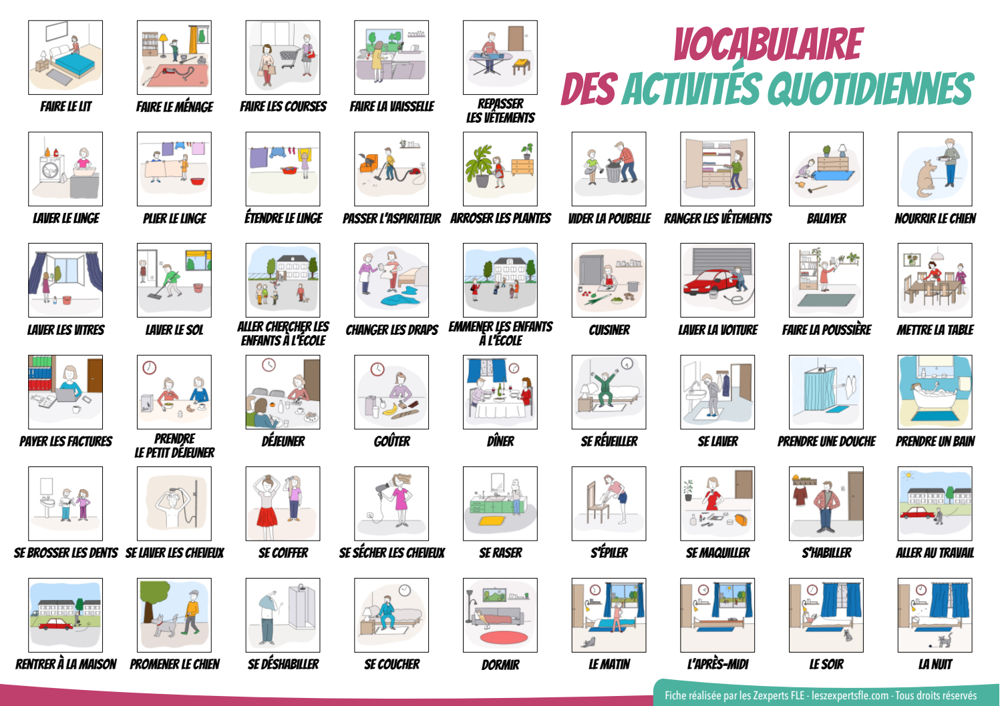 VOCABULAIRE
DES ACTIVITÉS QUOTIDIENNES
FAIRE LE LIT
FAIRE LE MÉNAGE
FAIRE LES COURSES
FAIRE LA VAISSELLE
REPASSER
LES VÊTEMENTS
LAVER LE LINGE
PLIER LE LINGE
ÉTENDRE LE LINGE
PASSER L'ASPIRATEUR
ARROSER LES PLANTES
VIDER LA POUBELLE
RANGER LES VÊTEMENTS
BALAYER
NOURRIR LE CHIEN
LAVER LES VITRES
LAVER LE SOL
ALLER CHERCHER LES
ENFANTS À L'ÉCOLE
CHANGER LES DRAPS
EMMENER LES ENFANTS
À L'ÉCOLE
CUISINER
LAVER LA VOITURE
FAIRE LA POUSSIÈRE
METTRE LA TABLE
PAYER LES FACTURES
PRENDRE
LE PETIT DÉJEUNER
DÉJEUNER
GOÛTER
DÎNER
SE RÉVEILLER
SE LAVER
PRENDRE UNE DOUCHE
PRENDRE UN BAIN
SE BROSSER LES DENTS
SE LAVER LES CHEVEUX
SE COIFFER
SE SÉCHER LES CHEVEUX
SE RASER
S'ÉPILER
SE MAQUILLER
S'HABILLER
ALLER AU TRAVAIL
RENTRER À LA MAISON
PROMENER LE CHIEN
SE DÉSHABILLER
SE COUCHER
DORMIR
LE MATIN
L'APRÈS-MIDI
LE SOIR
LA NUIT
Fiche réalisée par les Zexperts FLE - leszexpertsfle.com - Tous droits réservés